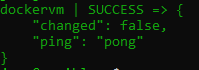 dockervm | SUCCESS => {
    "changed": false,
    "ping": "pong"
}